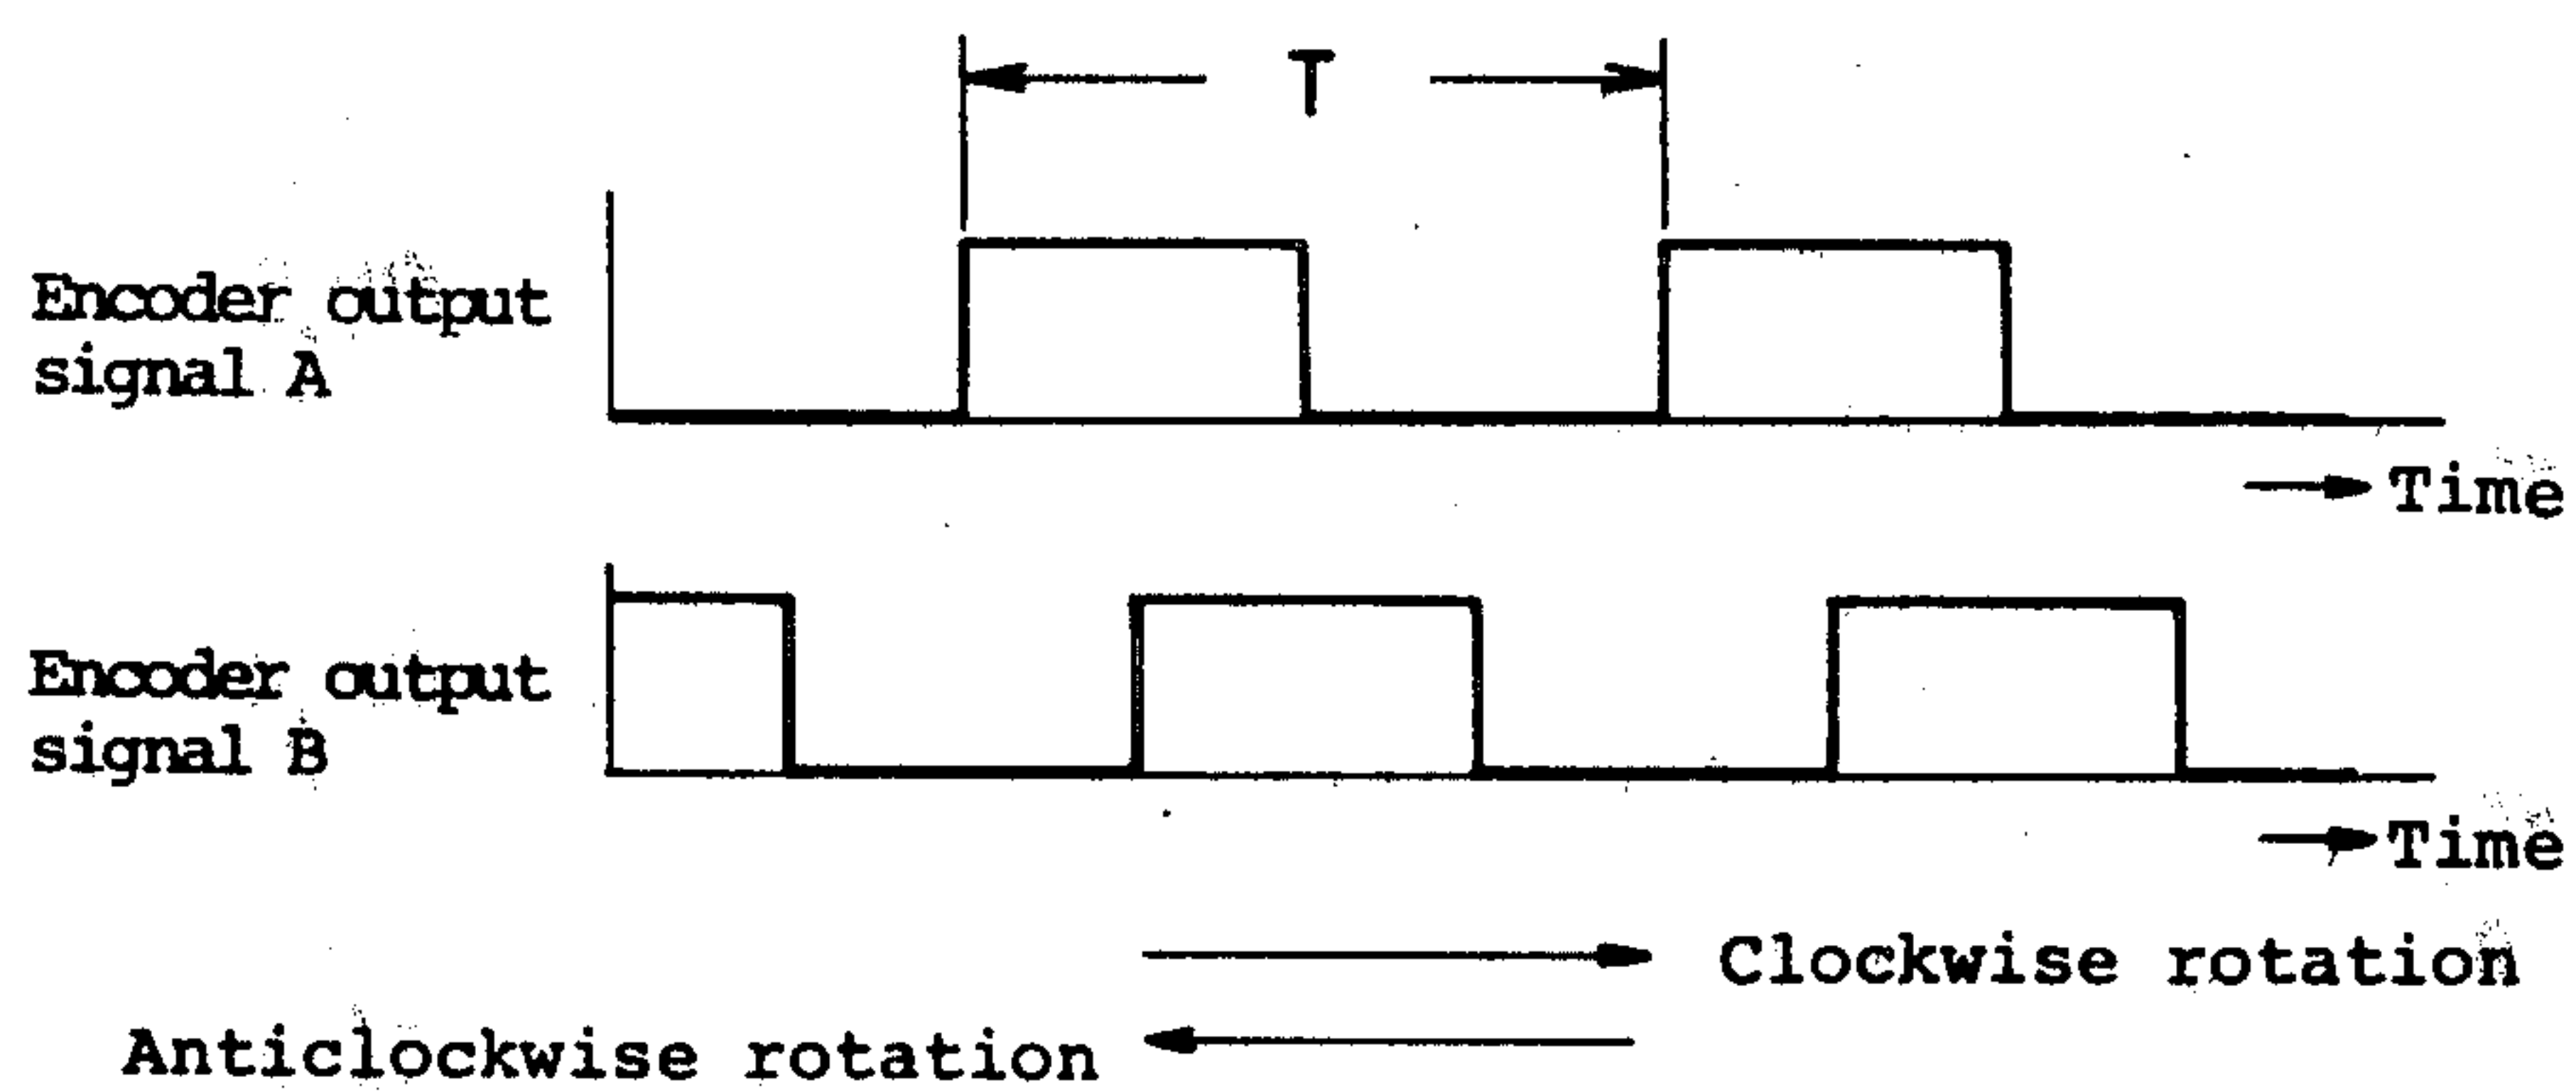 T
Encoder output
signal A
Time
Encoder output
signal B
Time
Clockwise rotation
Anticlockwise rotation